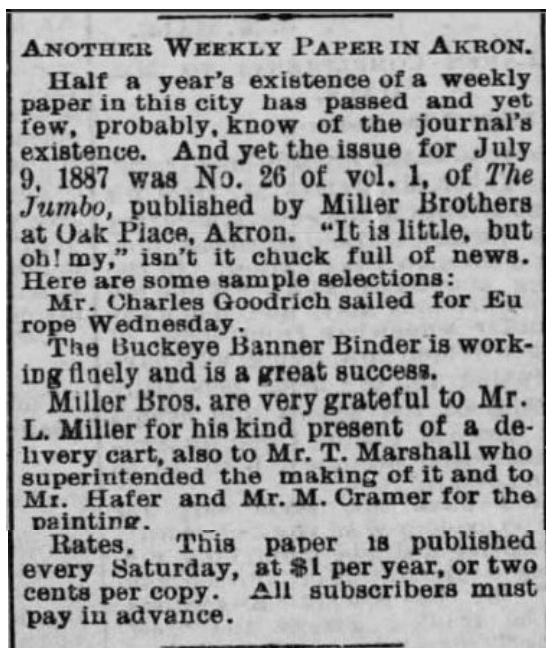 ANOTHER WEEKLY PAPER IN AKRON.
Half a year's existence of a weekly
paper in this city has passed and yet
few, probably, know of the journal's
existence. And yet the issue for July
9, 1887 was No. 26 of vol. 1, of The
Jumbo, published by Miller Brothers
at Oak Place, Akron. "It is little, but
oh! my," isn't it chuck full of news.
Here are some sample selections:
Mr. Charles Goodrich sailed for Eu
rope Wednesday.
The Buckeye Banner Binder is work-
ing finely and is a great success.
Miller Bros. are very grateful to Mr.
L. Miller for his kind present of a de-
livery cart, also to Mr. T. Marshall who
superintended the making of it and to
Mr. Hafer and Mr. M. Cramer for the
painting.
Rates. This paper is published
every Saturday, at $1 per year, or two
cents per copy. All subscribers must
pay in advance.